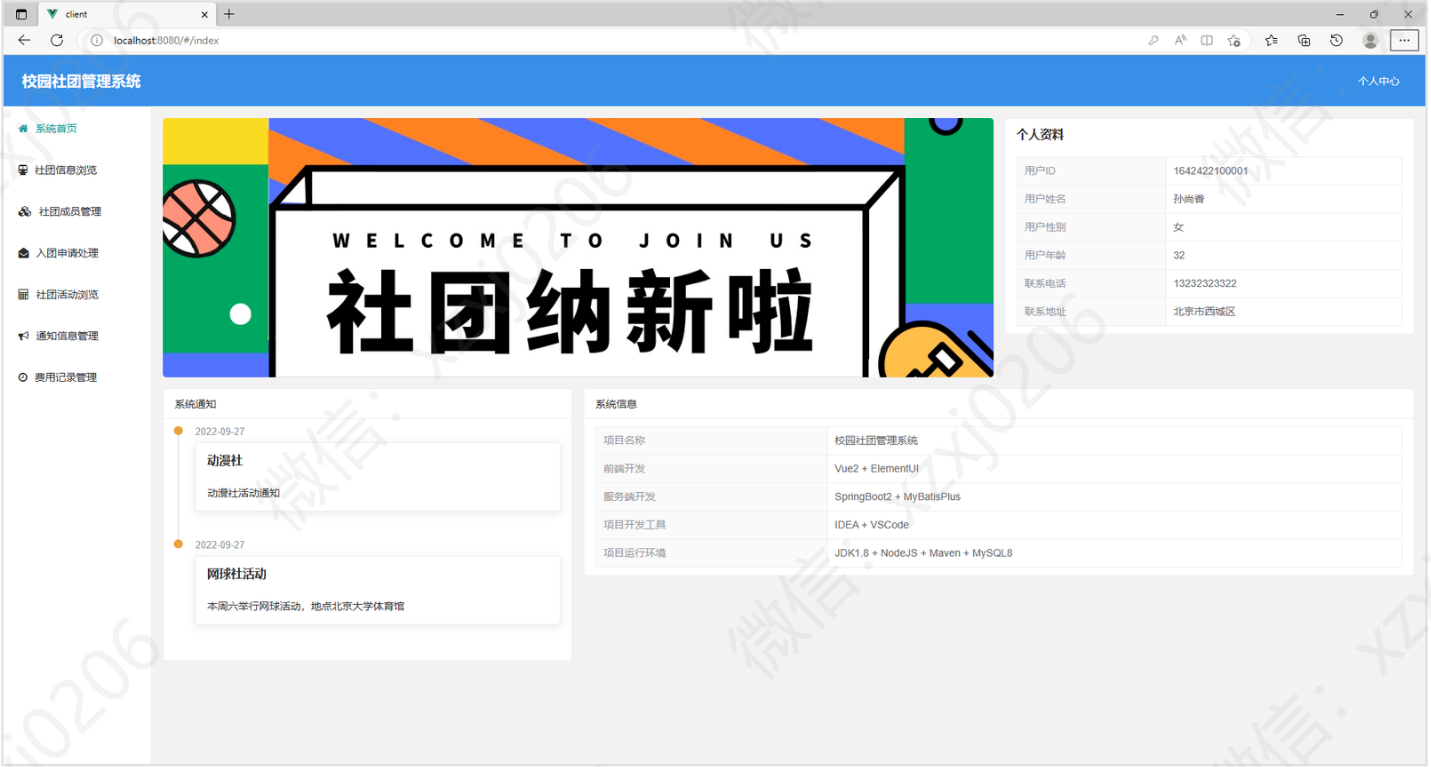 client
localhost:8080/#/index
校园社团管理系统
个人中心
系统首页
社团信息浏览
社团成员管理
入团申请处理
社团活动浏览
通知信息管理
费用记录管理
WELCOME TO JOIN US
社团纳新啦
个人资料
用户ID 1642422100001
用户姓名 孙尚香
用户性别 女
用户年龄 32
联系电话 13232323322
联系地址 北京市西城区
系统通知
2022-09-27
动漫社
动漫社活动通知
2022-09-27
网球社活动
本周六举行网球活动，地点北京大学体育馆
系统信息
项目名称 校园社团管理系统
前端开发 Vue2 + ElementUI
服务端开发 SpringBoot2 + MyBatisPlus
项目开发工具 IDEA + VSCode
项目运行环境 JDK1.8 + NodeJS + Maven + MySQL8
微信：xzxj0206